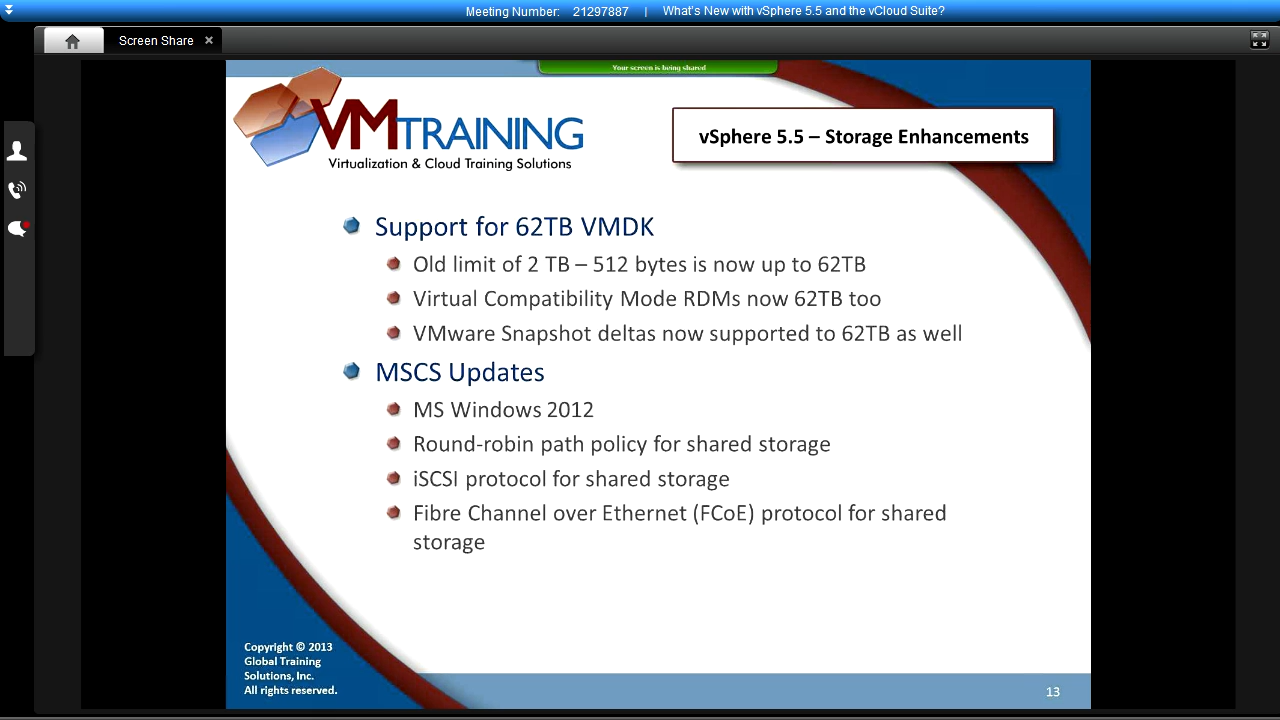 Meeting Number: 21297887 | What's New with vSphere 5.5 and the vCloud Suite?
Screen Share
Your screen is being shared
VMTRAINING
Virtualization & Cloud Training Solutions
vSphere 5.5 – Storage Enhancements
Support for 62TB VMDK
Old limit of 2 TB – 512 bytes is now up to 62TB
Virtual Compatibility Mode RDMs now 62TB too
VMware Snapshot deltas now supported to 62TB as well
MSCS Updates
MS Windows 2012
Round-robin path policy for shared storage
iSCSI protocol for shared storage
Fibre Channel over Ethernet (FCoE) protocol for shared
storage
Copyright © 2013
Global Training
Solutions, Inc.
All rights reserved.
13